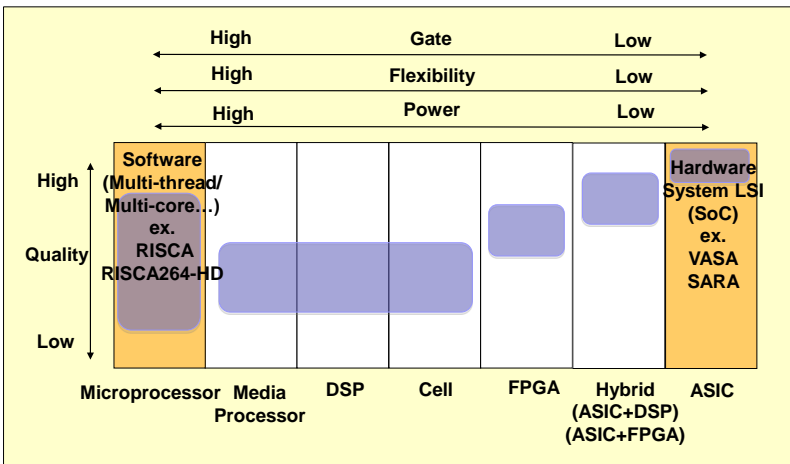 High Gate Low
High Flexibility Low
High Power Low
High
Quality
Low
Software
(Multi-thread/
Multi-core…)
ex.
RISCA
RISCA264-HD
Hardware
System LSI
(SoC)
ex.
VASA
SARA
Microprocessor
Media
Processor
DSP
Cell
FPGA
Hybrid
(ASIC+DSP)
(ASIC+FPGA)
ASIC